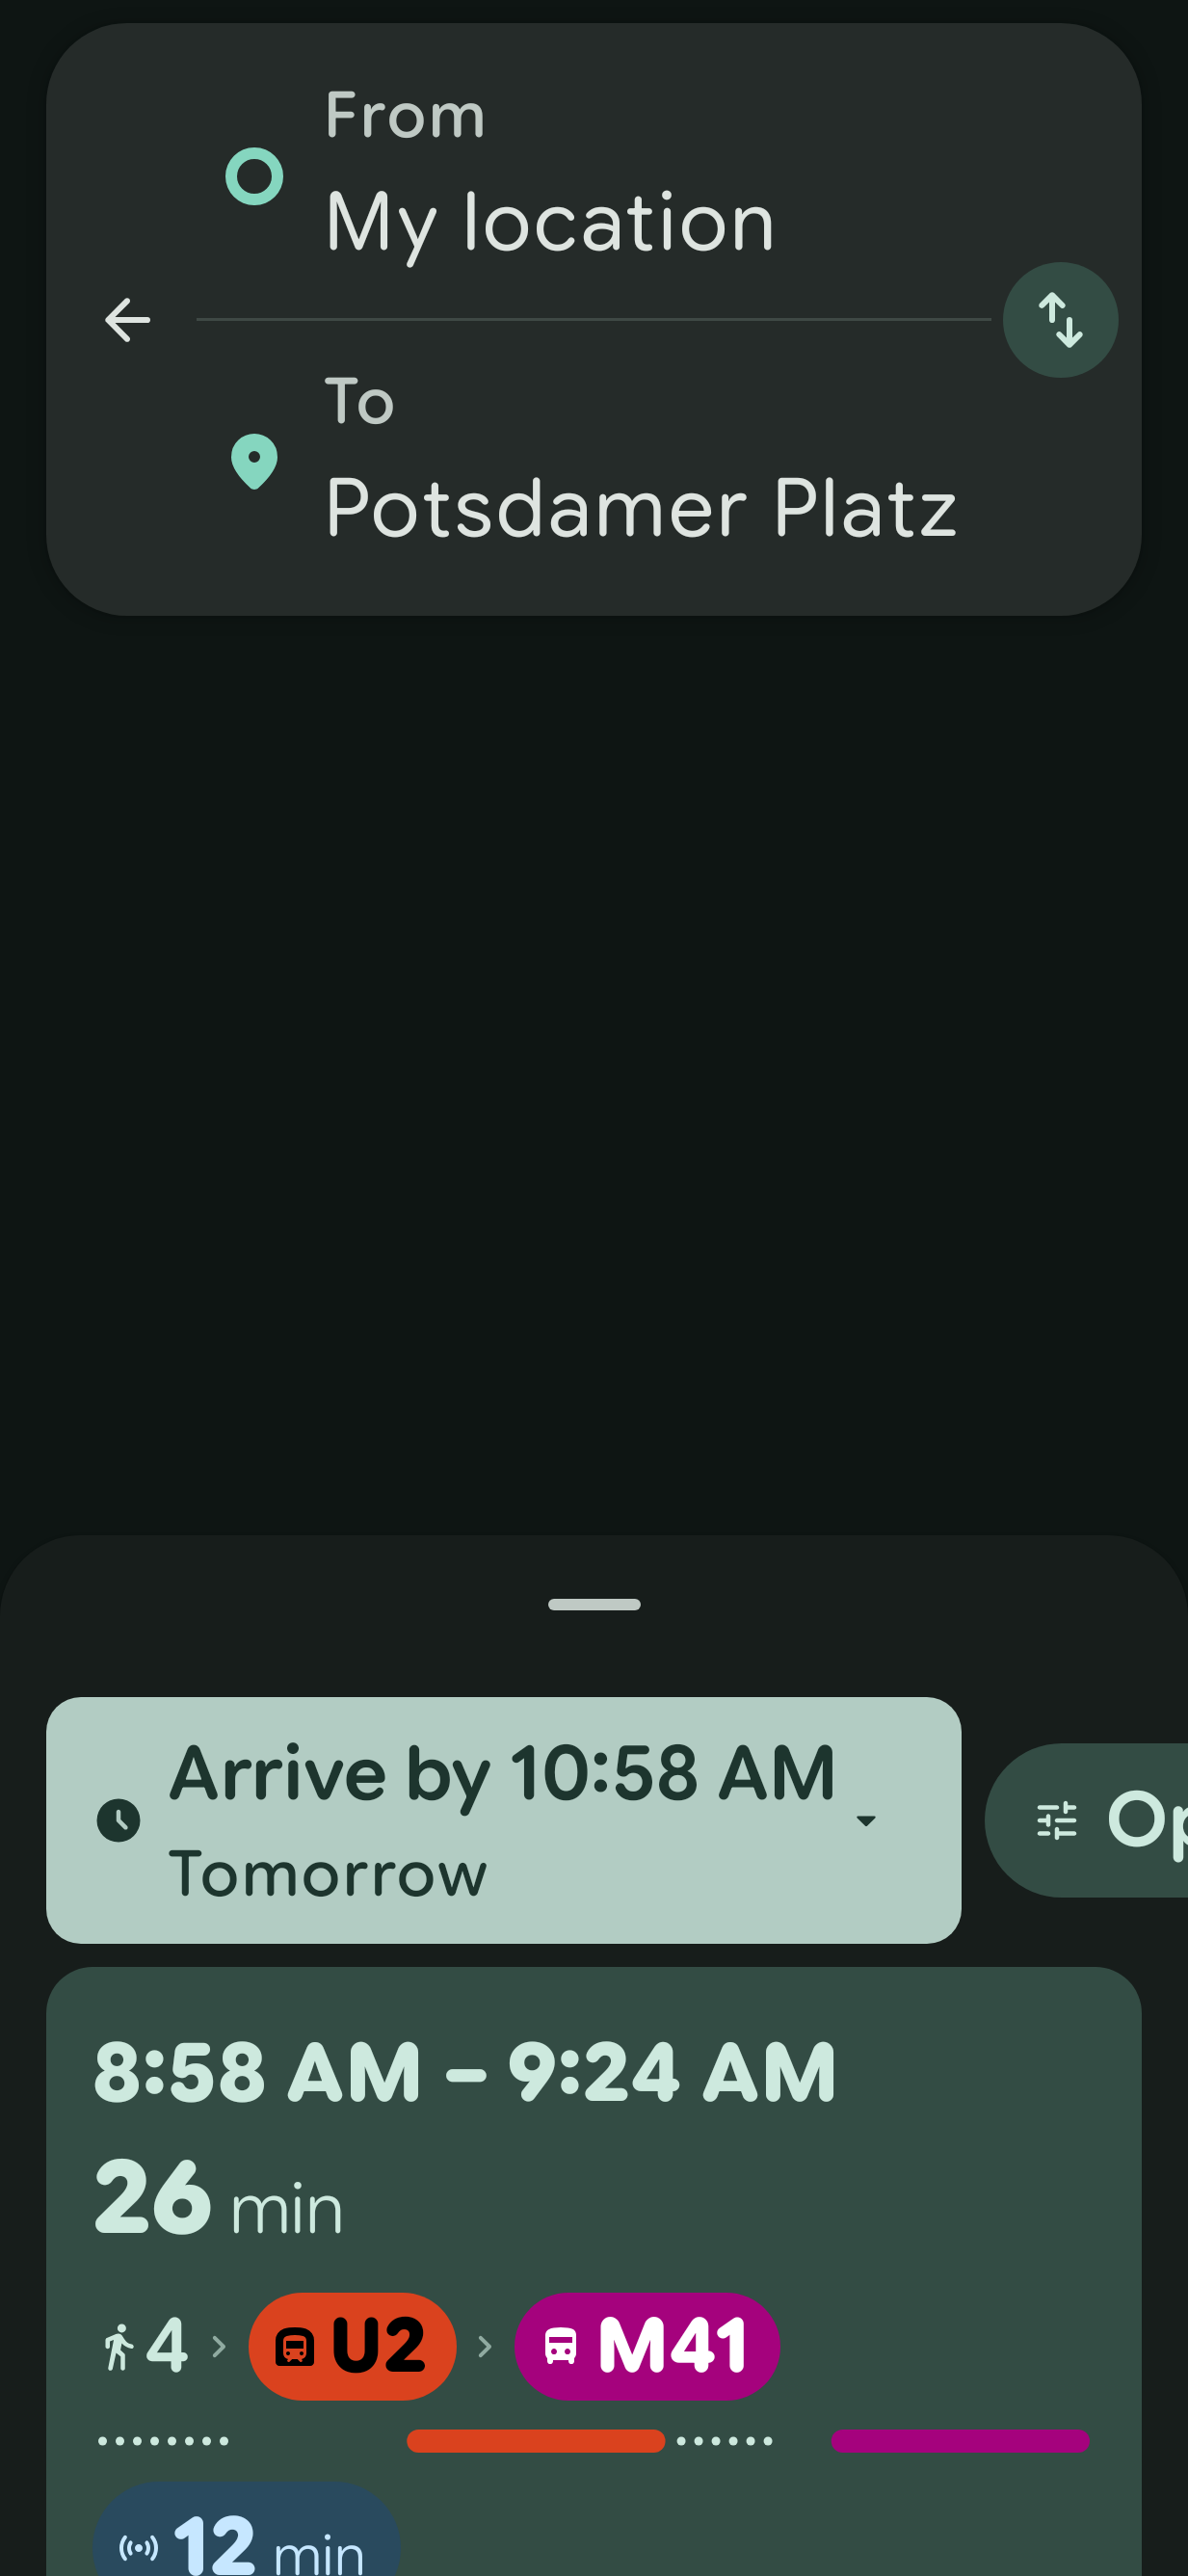 From
My location
To
Potsdamer Platz
Arrive by 10:58 AM
Tomorrow
8:58 AM – 9:24 AM
26 min
4 U2 M41
12 min